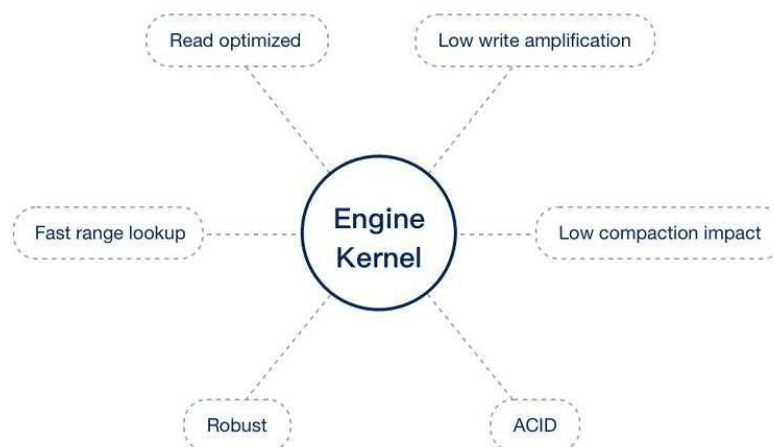 Read optimized
Low write amplification
Fast range lookup
Engine
Kernel
Low compaction impact
Robust
ACID